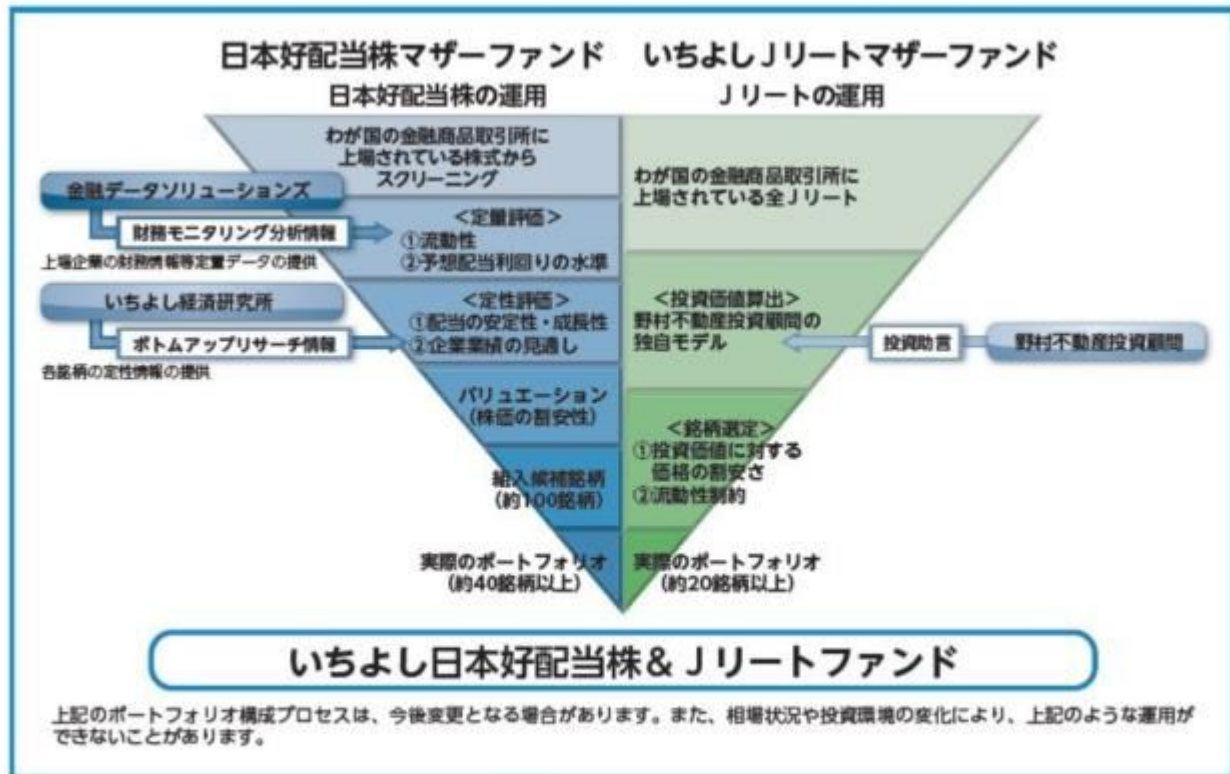 日本好配当株マザーファンド
日本好配当株の運用
わが国の金融商品取引所に
上場されている株式から
スクリーニング
金融データソリューションズ
財務モニタリング分析情報
上場企業の財務情報等定量データの提供
<定量評価>
①流動性
②予想配当利回りの水準
いちよし経済研究所
ボトムアップリサーチ情報
各銘柄の定性情報の提供
<定性評価>
①配当の安定性・成長性
②企業業績の見通し
バリュエーション
(株価の割安性)
組入候補銘柄
(約100銘柄)
実際のポートフォリオ
(約40銘柄以上)
いちよしJリートマザーファンド
Jリートの運用
わが国の金融商品取引所に
上場されている全Jリート
<投資価値算出>
野村不動産投資顧問の
独自モデル
投資助言
野村不動産投資顧問
<銘柄選定>
①投資価値に対する
価格の割安さ
②流動性制約
実際のポートフォリオ
(約20銘柄以上)
いちよし日本好配当株&Jリートファンド
上記のポートフォリオ構成プロセスは、今後変更となる場合があります。また、相場状況や投資環境の変化により、上記のような運用が
できないことがあります。